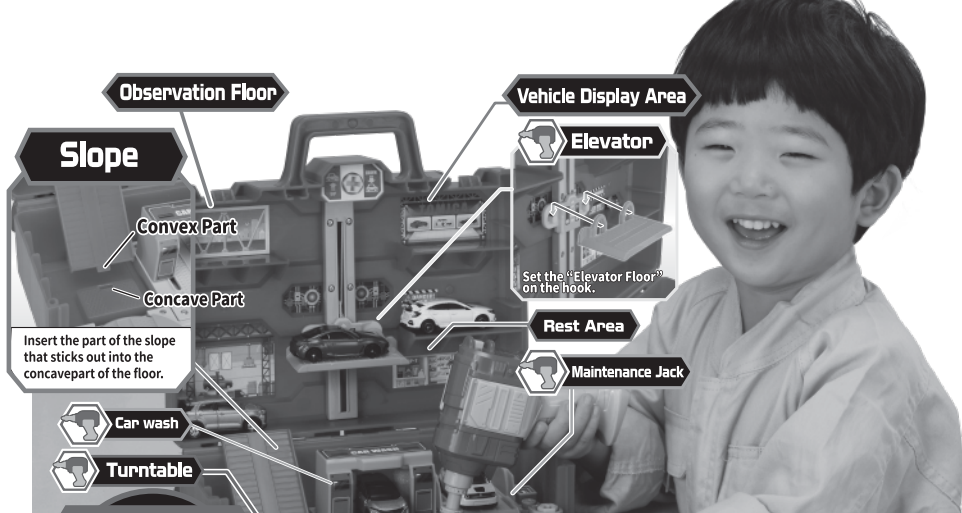 Observation Floor
Vehicle Display Area
Elevator
Slope
Convex Part
Concave Part
Set the “Elevator Floor”
on the hook.
Insert the part of the slope
that sticks out into the
concavepart of the floor.
Rest Area
Maintenance Jack
Car wash
CAR WASH
Turntable